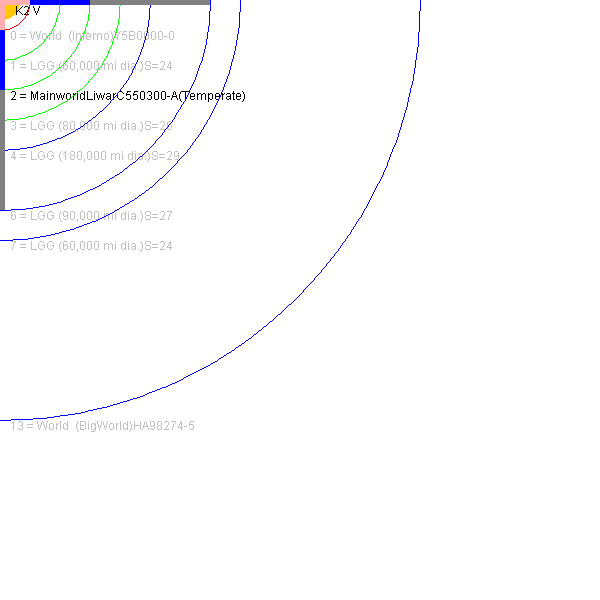 K2 V
0 = World (Inferno)Y5B0000-0
1 = LGG (60,000 mi dia.)S=24
2 = MainworldLiwarC550300-A(Temperate)
3 = LGG (80,000 mi dia.)S=26
4 = LGG (180,000 mi dia.)S=29
6 = LGG (90,000 mi dia.)S=27
7 = LGG (60,000 mi dia.)S=24
13 = World (BigWorld)HA98274-5